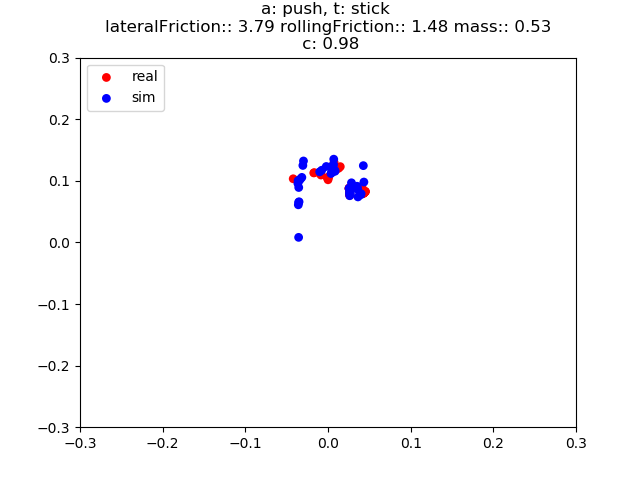 a: push, t: stick
lateralFriction:: 3.79 rollingFriction:: 1.48 mass:: 0.53
c: 0.98
real
sim
0.3
0.2
0.1
0.0
−0.1
−0.2
−0.3
−0.3 −0.2 −0.1 0.0 0.1 0.2 0.3